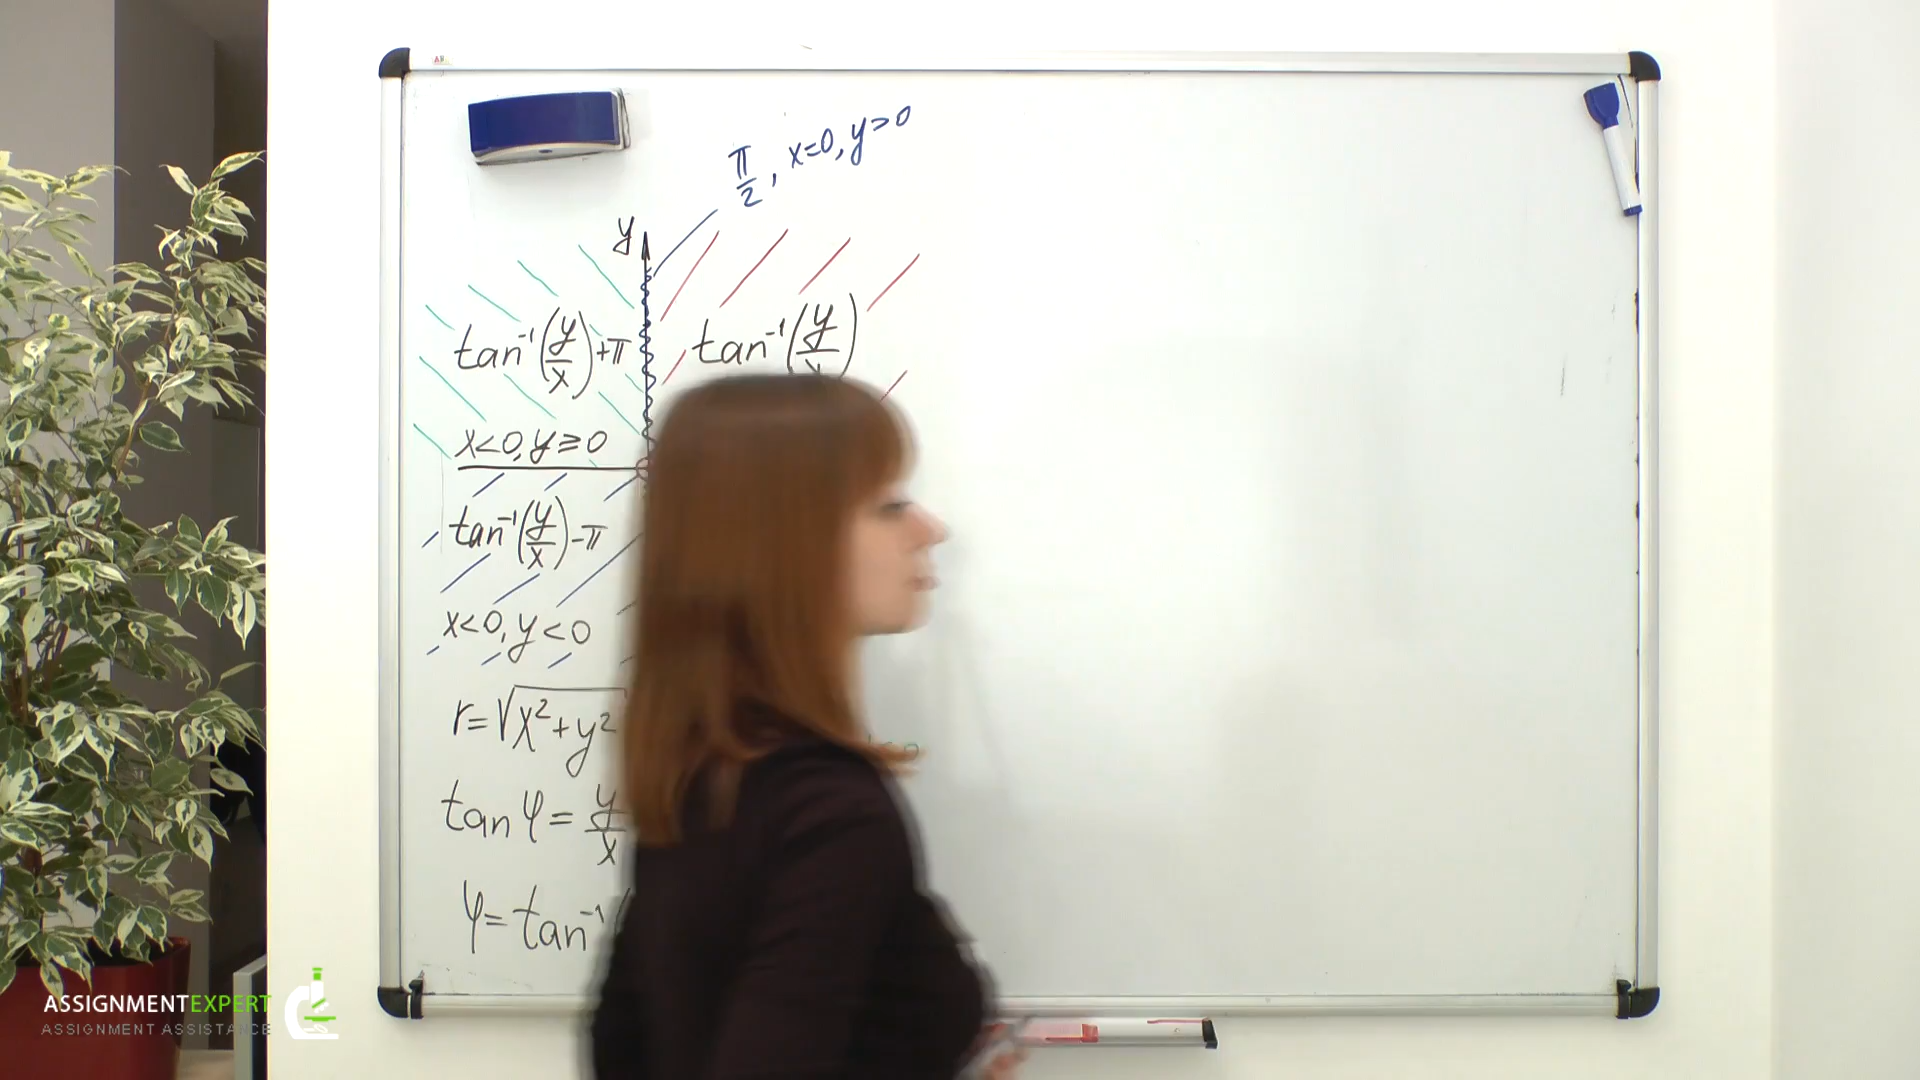 π/2, x=0, y>0
y
tan⁻¹(y/x)+π
tan⁻¹(y/x)
x<0, y≥0
tan⁻¹(y/x)-π
x<0, y<0
r=√x²+y²
tan φ= y/x
φ= tan⁻¹(
ASSIGNMENTEXPERT
ASSIGNMENT ASSISTANCE